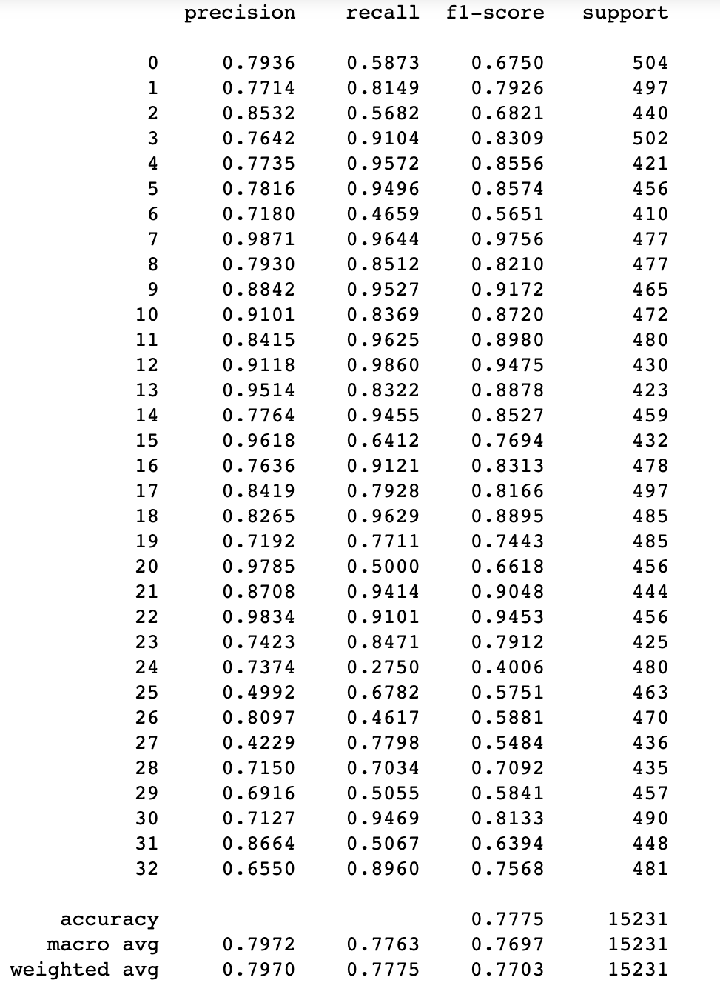 precision recall f1-score support
0 0.7936 0.5873 0.6750 504
1 0.7714 0.8149 0.7926 497
2 0.8532 0.5682 0.6821 440
3 0.7642 0.9104 0.8309 502
4 0.7735 0.9572 0.8556 421
5 0.7816 0.9496 0.8574 456
6 0.7180 0.4659 0.5651 410
7 0.9871 0.9644 0.9756 477
8 0.7930 0.8512 0.8210 477
9 0.8842 0.9527 0.9172 465
10 0.9101 0.8369 0.8720 472
11 0.8415 0.9625 0.8980 480
12 0.9118 0.9860 0.9475 430
13 0.9514 0.8322 0.8878 423
14 0.7764 0.9455 0.8527 459
15 0.9618 0.6412 0.7694 432
16 0.7636 0.9121 0.8313 478
17 0.8419 0.7928 0.8166 497
18 0.8265 0.9629 0.8895 485
19 0.7192 0.7711 0.7443 485
20 0.9785 0.5000 0.6618 456
21 0.8708 0.9414 0.9048 444
22 0.9834 0.9101 0.9453 456
23 0.7423 0.8471 0.7912 425
24 0.7374 0.2750 0.4006 480
25 0.4992 0.6782 0.5751 463
26 0.8097 0.4617 0.5881 470
27 0.4229 0.7798 0.5484 436
28 0.7150 0.7034 0.7092 435
29 0.6916 0.5055 0.5841 457
30 0.7127 0.9469 0.8133 490
31 0.8664 0.5067 0.6394 448
32 0.6550 0.8960 0.7568 481
accuracy 0.7775 15231
macro avg 0.7972 0.7763 0.7697 15231
weighted avg 0.7970 0.7775 0.7703 15231